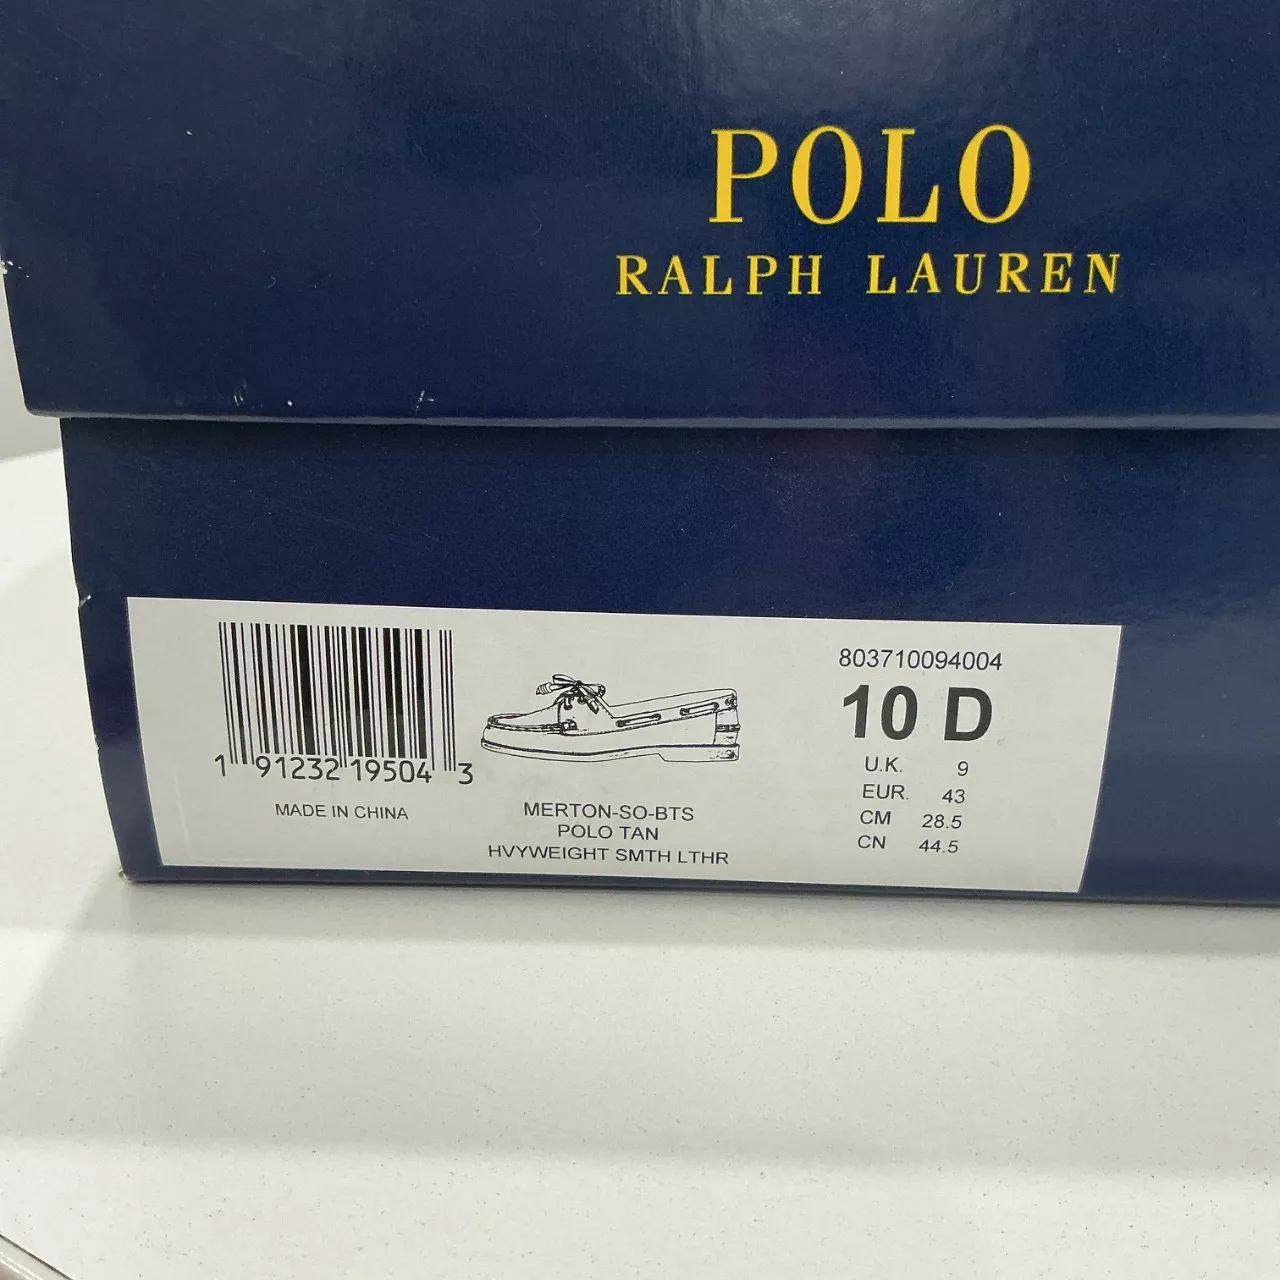 POLO
RALPH LAUREN
1 91232 19504 3
MADE IN CHINA
MERTON-SO-BTS
POLO TAN
HVYWEIGHT SMTH LTHR
803710094004
10 D
U.K. 9
EUR. 43
CM 28.5
CN 44.5